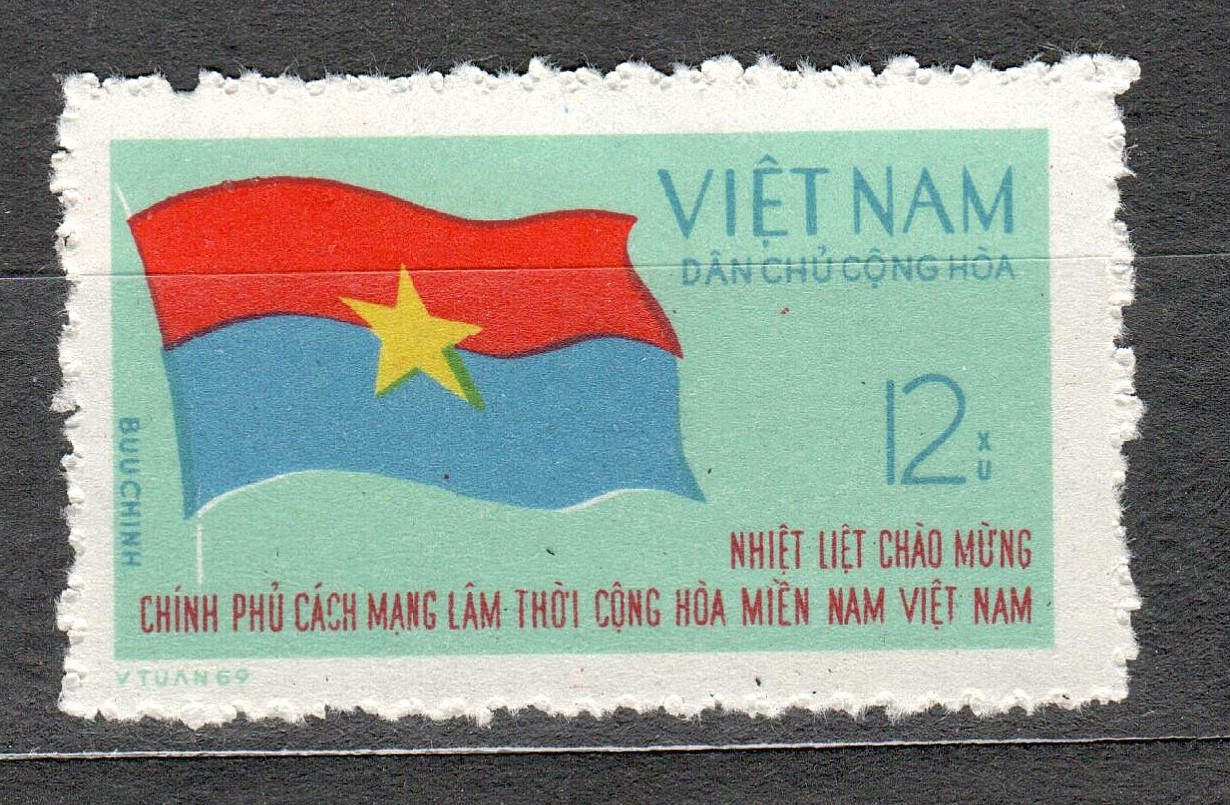 VIỆT NAM
DÂN CHỦ CỘNG HÒA
12 XU
BUUCHINH
NHIỆT LIỆT CHÀO MỪNG
CHÍNH PHỦ CÁCH MẠNG LÂM THỜI CỘNG HÒA MIỀN NAM VIỆT NAM
V TUÂN 69